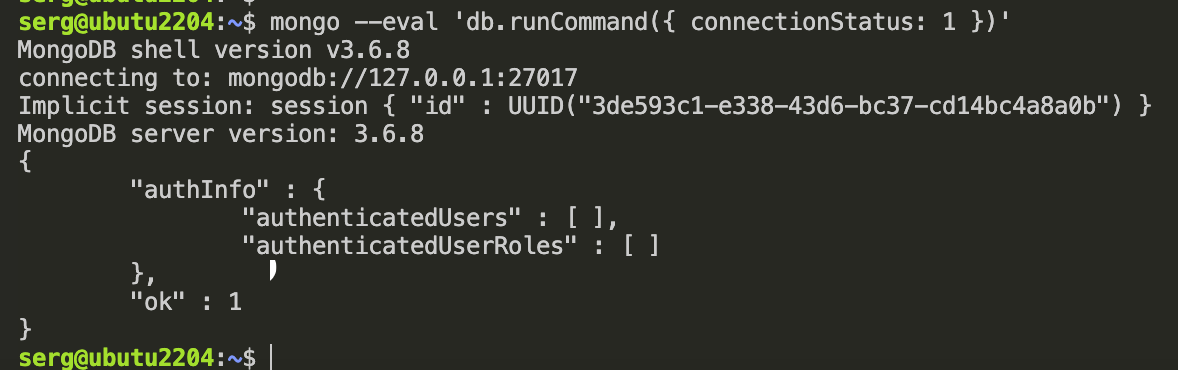 serg@ubutu2204:~$
serg@ubutu2204:~$ mongo --eval 'db.runCommand({ connectionStatus: 1 })'
MongoDB shell version v3.6.8
connecting to: mongodb://127.0.0.1:27017
Implicit session: session { "id" : UUID("3de593c1-e338-43d6-bc37-cd14bc4a8a0b") }
MongoDB server version: 3.6.8
{
"authInfo" : {
"authenticatedUsers" : [ ],
"authenticatedUserRoles" : [ ]
},
"ok" : 1
}
serg@ubutu2204:~$